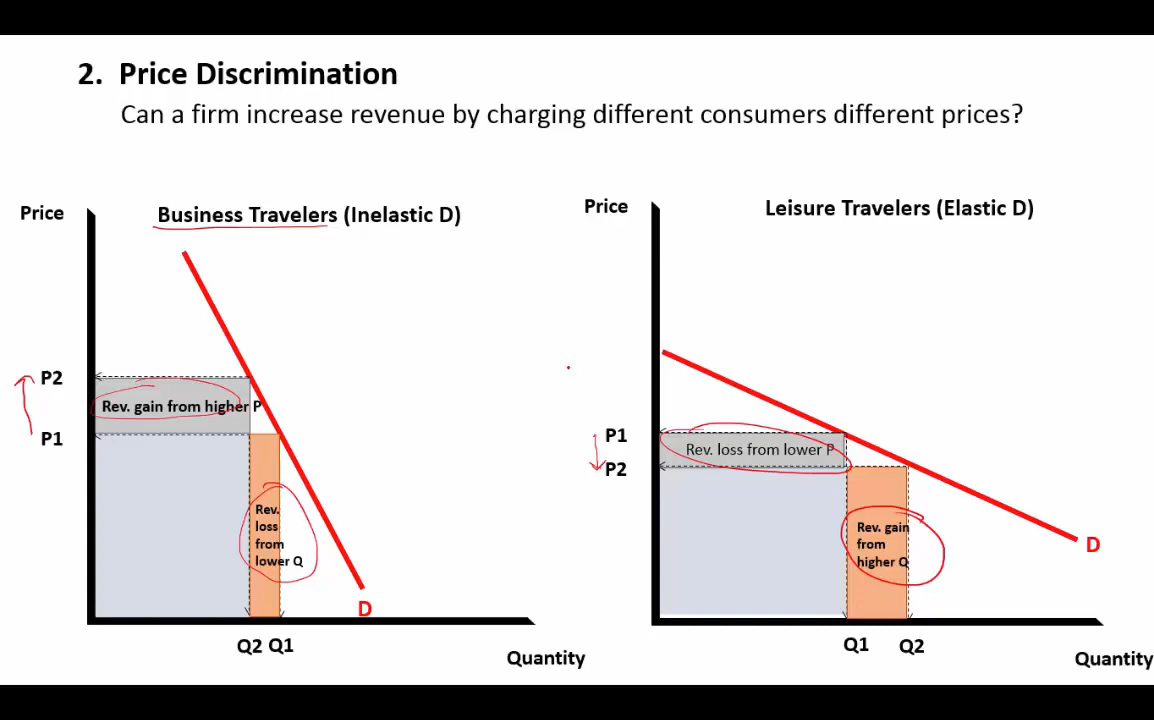 2. Price Discrimination
Can a firm increase revenue by charging different consumers different prices?
Price
Business Travelers (Inelastic D)
P2
Rev. gain from higher P
P1
Rev.
loss
from
lower Q
D
Q2 Q1
Quantity
Price
Leisure Travelers (Elastic D)
P1
Rev. loss from lower P
P2
Rev. gain
from
higher Q
D
Q1 Q2
Quantity